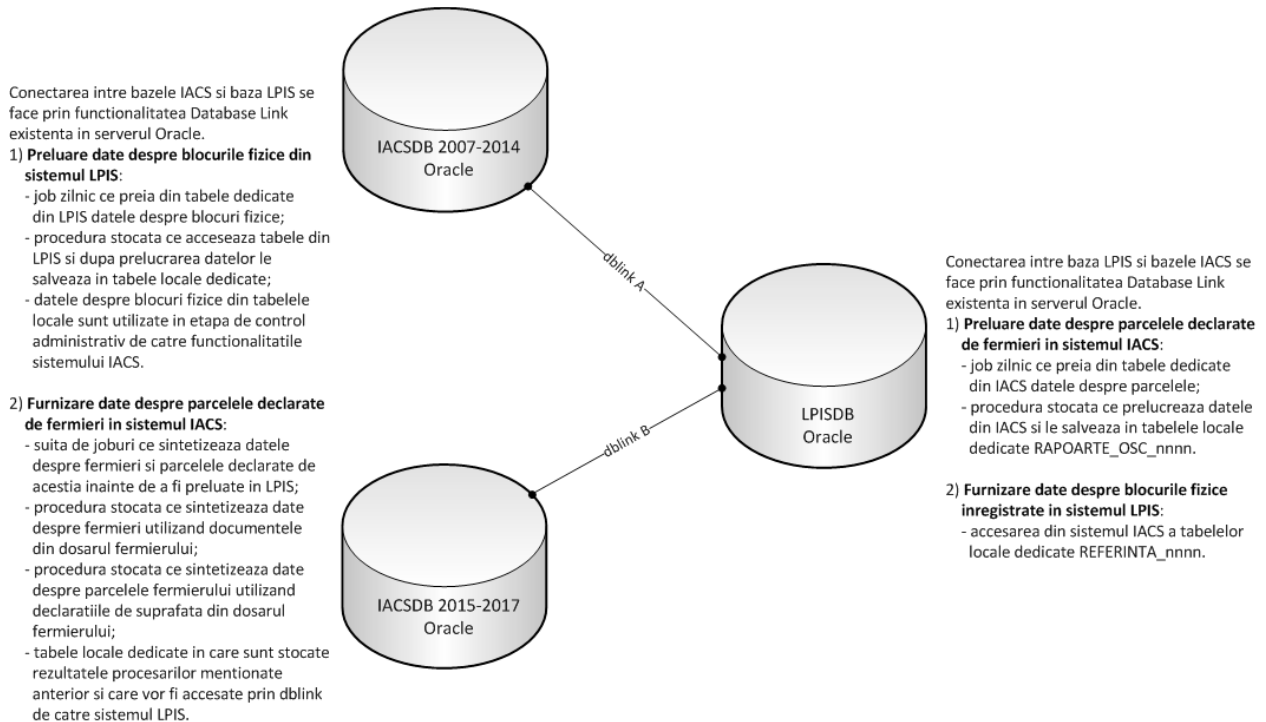 Conectarea intre bazele IACS si baza LPIS se
face prin functionalitatea Database Link
existenta in serverul Oracle.
1) Preluare date despre blocurile fizice din
sistemul LPIS:
- job zilnic ce preia din tabele dedicate
din LPIS datele despre blocuri fizice;
- procedura stocata ce acceseaza tabele din
LPIS si dupa prelucrarea datelor le
salveaza in tabele locale dedicate;
- datele despre blocuri fizice din tabelele
locale sunt utilizate in etapa de control
administrativ de catre functionalitatile
sistemului IACS.
2) Furnizare date despre parcelele declarate
de fermieri in sistemul IACS:
- suita de joburi ce sintetizeaza datele
despre fermieri si parcelele declarate de
acestia inainte de a fi preluate in LPIS;
- procedura stocata ce sintetizeaza date
despre fermieri utilizand documentele
din dosarul fermierului;
- procedura stocata ce sintetizeaza date
despre parcelele fermierului utilizand
declaratiile de suprafata din dosarul
fermierului;
- tabele locale dedicate in care sunt stocate
rezultatele procesarilor mentionate
anterior si care vor fi accesate prin dblink
de catre sistemul LPIS.
IACSDB 2007-2014
Oracle
dblink A
dblink B
IACSDB 2015-2017
Oracle
LPISDB
Oracle
Conectarea intre baza LPIS si bazele IACS se
face prin functionalitatea Database Link
existenta in serverul Oracle.
1) Preluare date despre parcelele declarate
de fermieri in sistemul IACS:
- job zilnic ce preia din tabele dedicate
din IACS datele despre parcelele;
- procedura stocata ce prelucreaza datele
din IACS si le salveaza in tabelele locale
dedicate RAPOARTE_OSC_nnnn.
2) Furnizare date despre blocurile fizice
inregistrate in sistemul LPIS:
- accesarea din sistemul IACS a tabelelor
locale dedicate REFERINTA_nnnn.